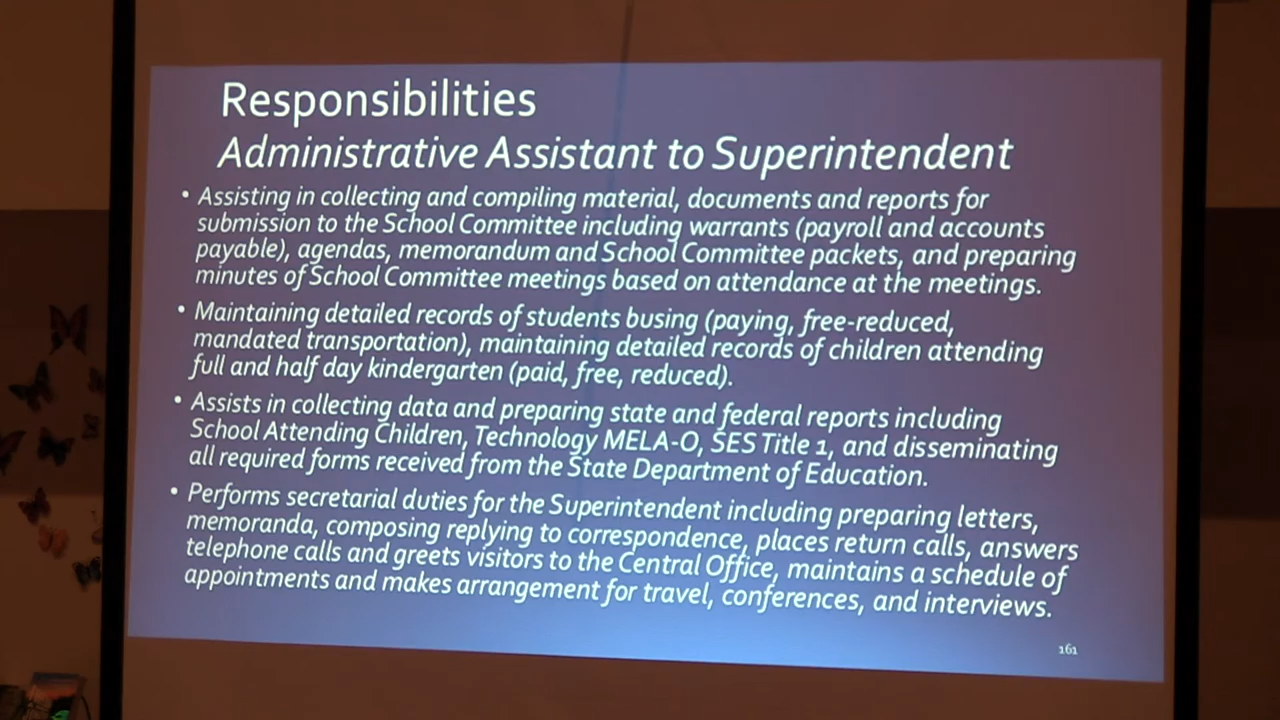 Responsibilities
Administrative Assistant to Superintendent
• Assisting in collecting and compiling material, documents and reports for
submission to the School Committee including warrants (payroll and accounts
payable), agendas, memorandum and School Committee packets, and preparing
minutes of School Committee meetings based on attendance at the meetings.
• Maintaining detailed records of students busing (paying, free-reduced,
mandated transportation), maintaining detailed records of children attending
full and half day kindergarten (paid, free, reduced).
• Assists in collecting data and preparing state and federal reports including
School Attending Children, Technology MELA-O, SES Title 1, and disseminating
all required forms received from the State Department of Education.
• Performs secretarial duties for the Superintendent including preparing letters,
memoranda, composing replying to correspondence, places return calls, answers
telephone calls and greets visitors to the Central Office, maintains a schedule of
appointments and makes arrangement for travel, conferences, and interviews.
161